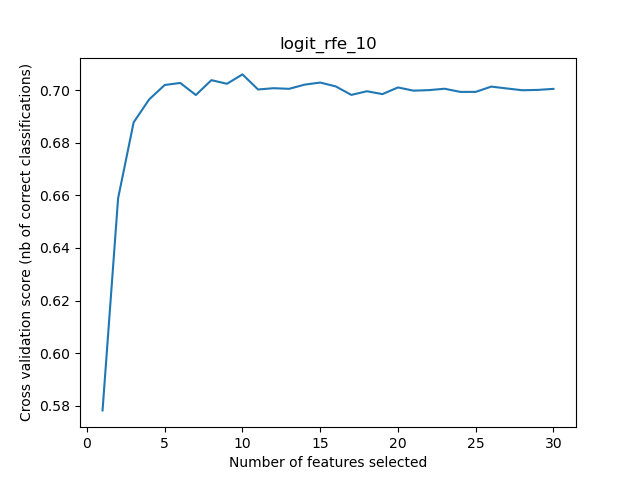 logit_rfe_10
Cross validation score (nb of correct classifications)
0.70
0.68
0.66
0.64
0.62
0.60
0.58
0 5 10 15 20 25 30
Number of features selected